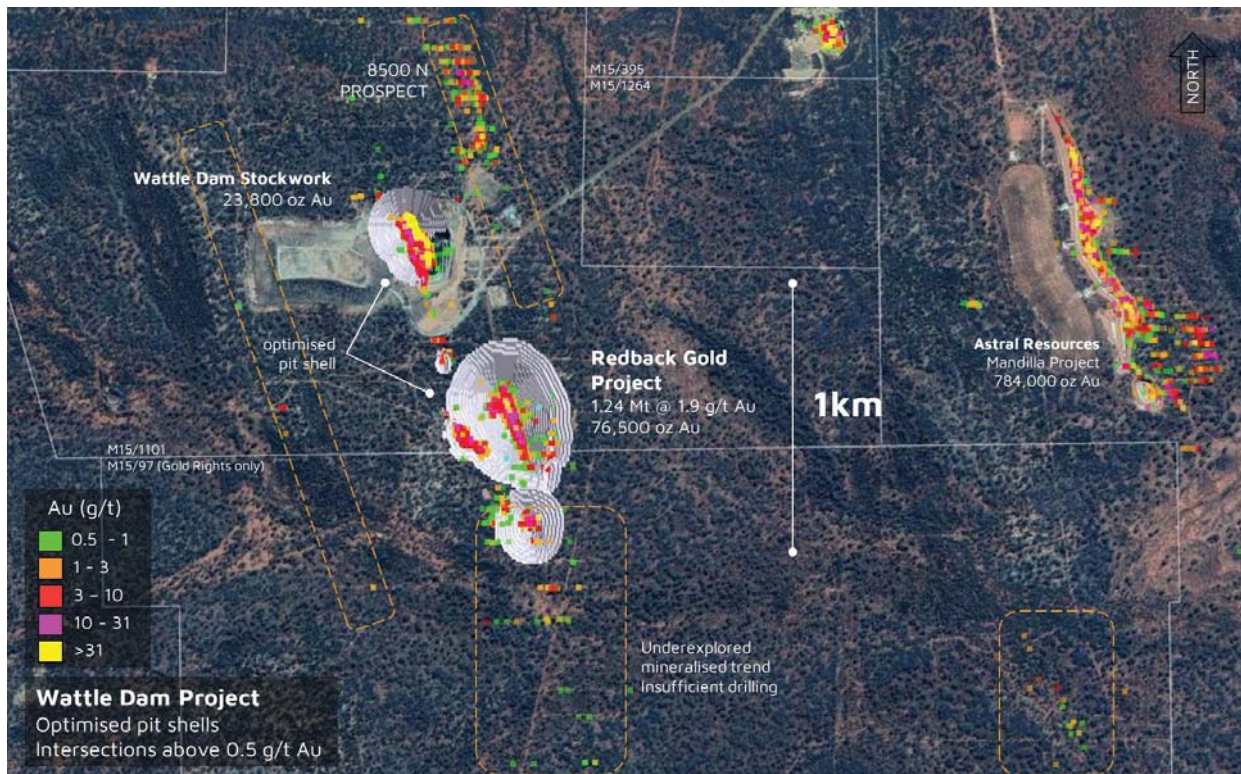 8500 N
PROSPECT
M15/395
M15/1264
NORTH
Wattle Dam Stockwork
23,800 oz Au
optimised
pit shell
Redback Gold
Project
1.24 Mt @ 1.9 g/t Au
76,500 oz Au
1km
Astral Resources
Mandilla Project
784,000 oz Au
M15/1101
M15/97 (Gold Rights only)
Au (g/t)
0.5 - 1
1 - 3
3 - 10
10 - 31
>31
Underexplored
mineralised trend
Insufficient drilling
Wattle Dam Project
Optimised pit shells
Intersections above 0.5 g/t Au